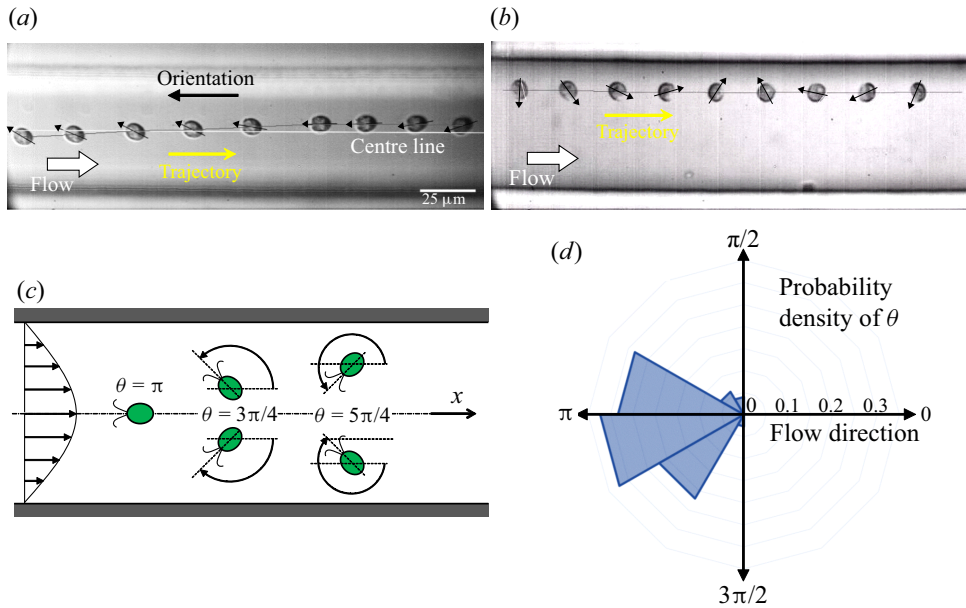 (a)
Orientation
Centre line
Flow
Trajectory
25 μm
(b)
Trajectory
Flow
(c)
θ = π
θ = 3π/4
θ = 5π/4
x
(d)
π/2
Probability
density of θ
π
0 0.1 0.2 0.3
0
Flow direction
3π/2